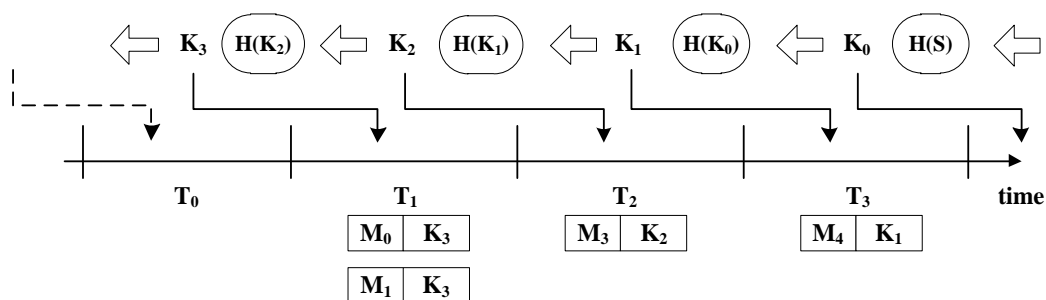 K₃ H(K₂) K₂ H(K₁) K₁ H(K₀) K₀ H(S)
T₀ T₁ T₂ T₃ time
M₀ K₃ M₃ K₂ M₄ K₁
M₁ K₃